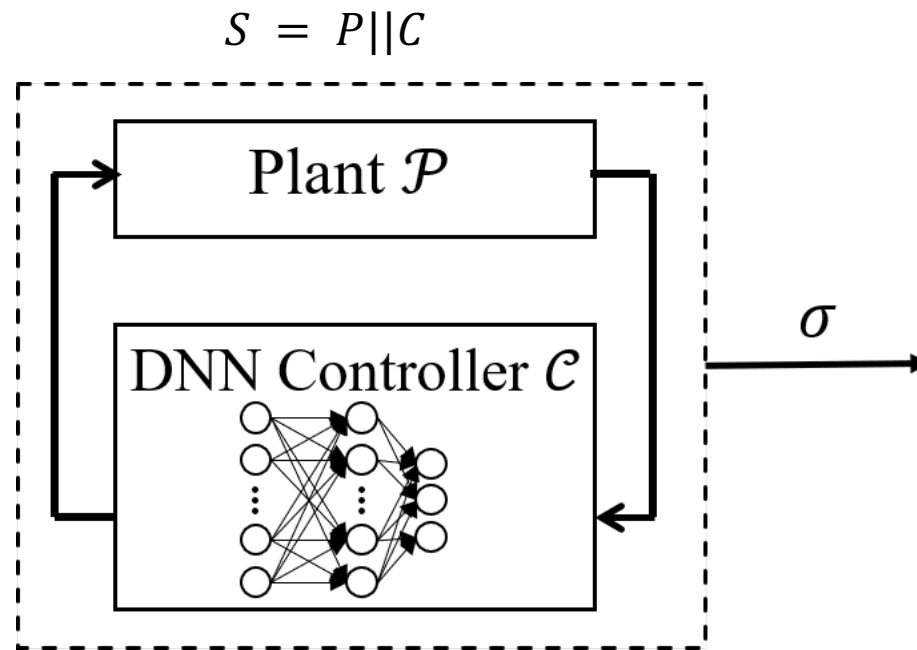 S = P||C
Plant 𝒫
σ
DNN Controller 𝒞